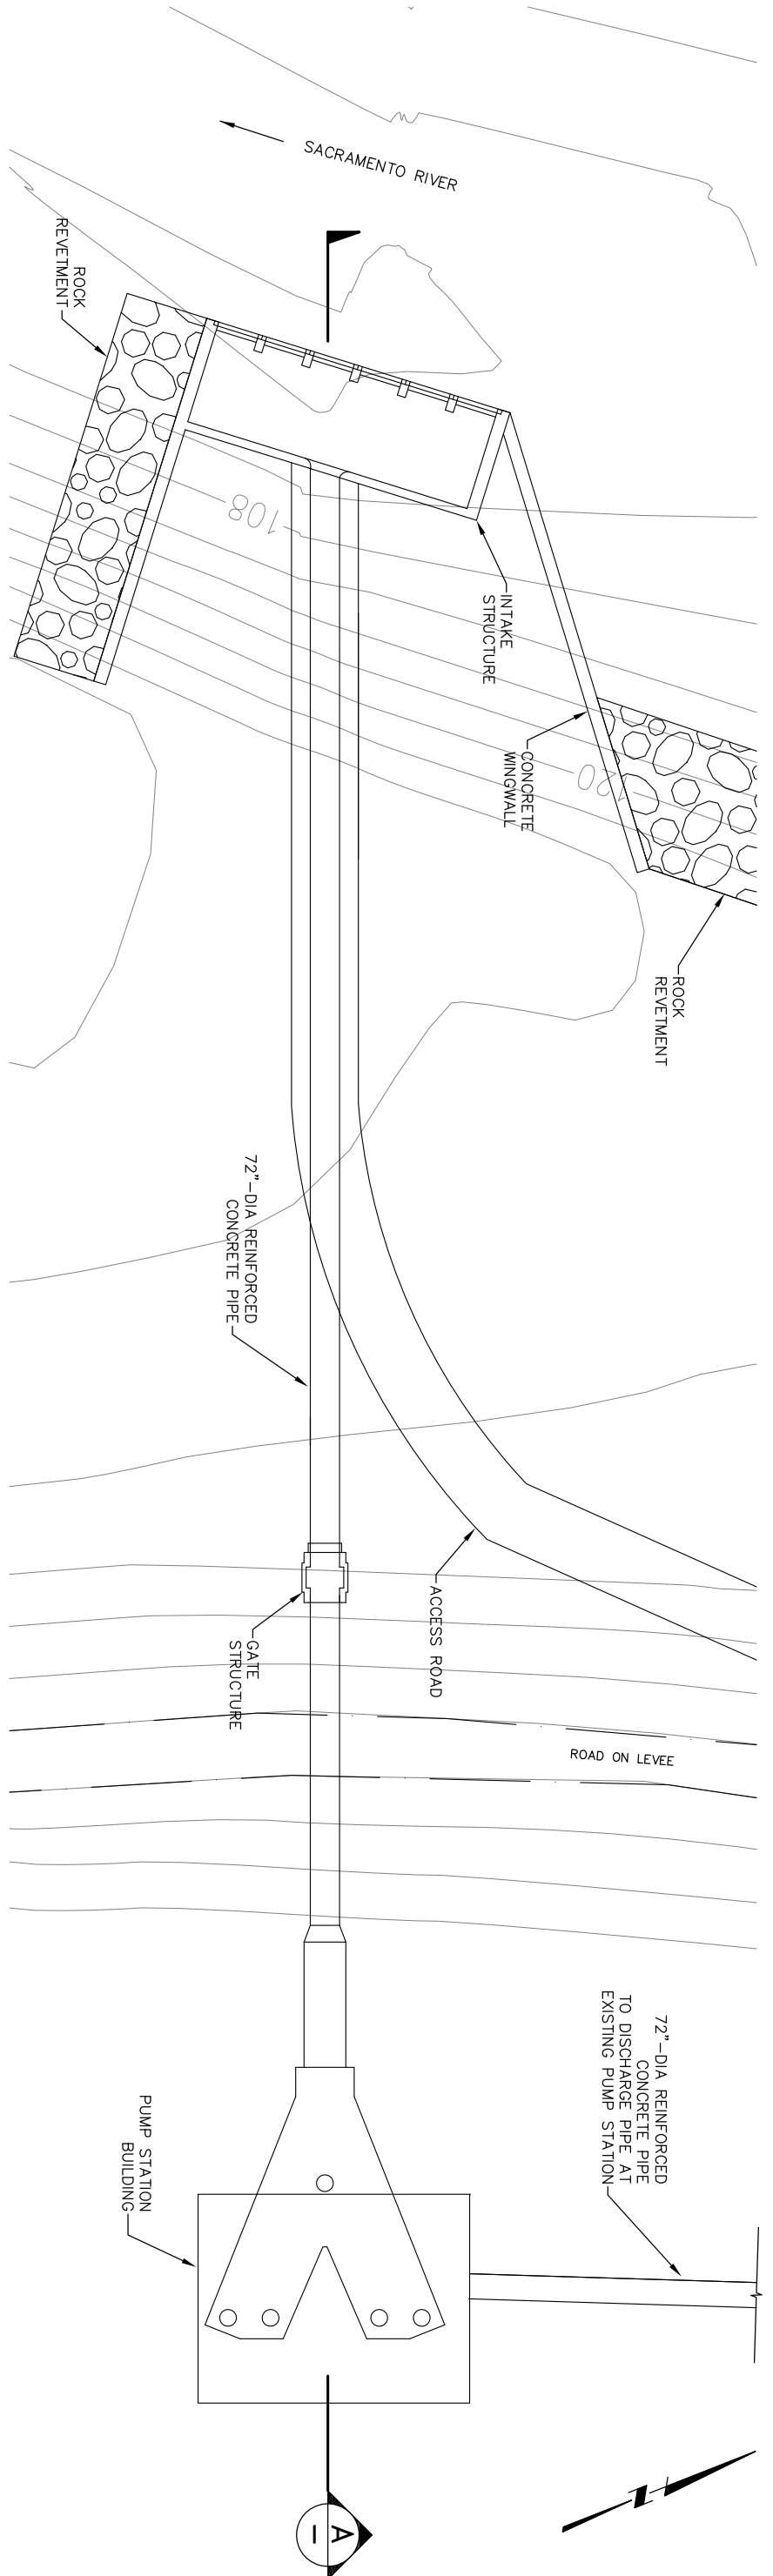 SACRAMENTO RIVER
ROCK
REVETMENT
108
INTAKE
STRUCTURE
120
CONCRETE
WINGWALL
ROCK
REVETMENT
72"-DIA REINFORCED
CONCRETE PIPE
ACCESS ROAD
GATE
STRUCTURE
ROAD ON LEVEE
72"-DIA REINFORCED
CONCRETE PIPE
TO DISCHARGE PIPE AT
EXISTING PUMP STATION
PUMP STATION
BUILDING
N
A
–